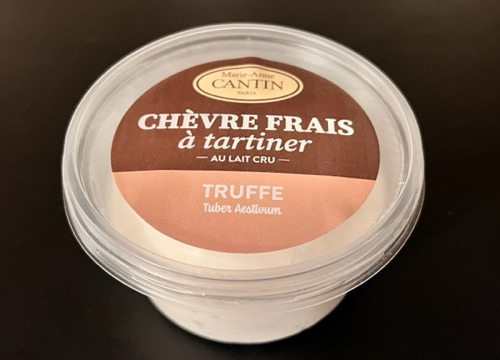 Marie-Anne
CANTIN
PARIS
CHÈVRE FRAIS
à tartiner
— AU LAIT CRU —
TRUFFE
Tuber Aestivum